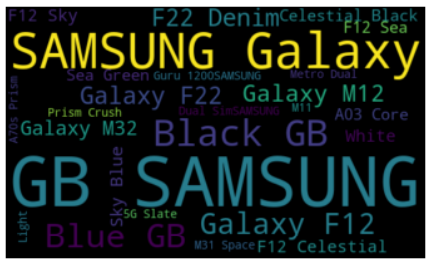 F12 Sky
F22 Denim
Celestial Black
F12 Sea
SAMSUNG Galaxy
Sea Green
Guru 1200SAMSUNG
Metro Dual
A70s Prism
Galaxy F22
Galaxy M12
Prism Crush
Dual SimSAMSUNG
M11
A03 Core
Galaxy M32
Black GB
White
GB SAMSUNG
Sky Blue
Light
5G Slate
Galaxy F12
Blue GB
M31 Space
F12 Celestial